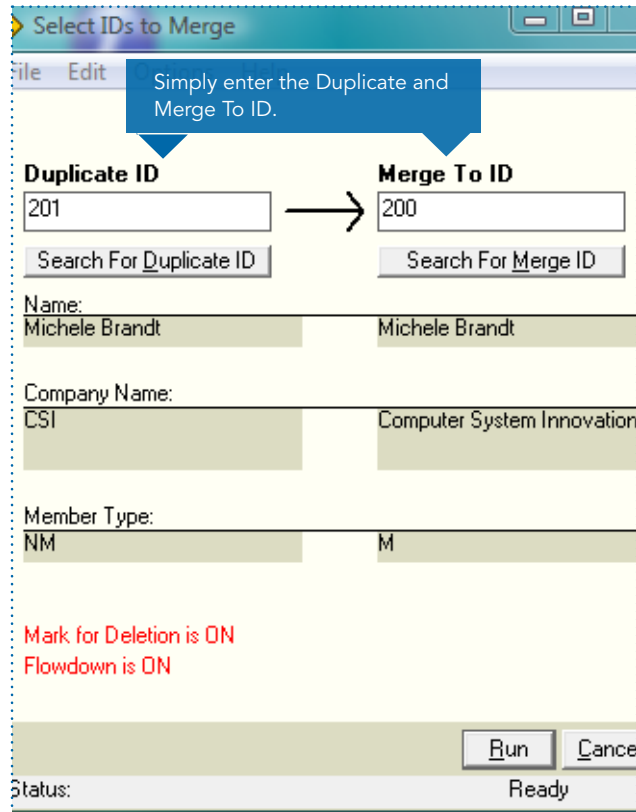 Select IDs to Merge
File Edit
Simply enter the Duplicate and
Merge To ID.
Duplicate ID Merge To ID
201 200
Search For Duplicate ID Search For Merge ID
Name:
Michele Brandt Michele Brandt
Company Name:
CSI Computer System Innovation
Member Type:
NM M
Mark for Deletion is ON
Flowdown is ON
Run Cance
Status: Ready